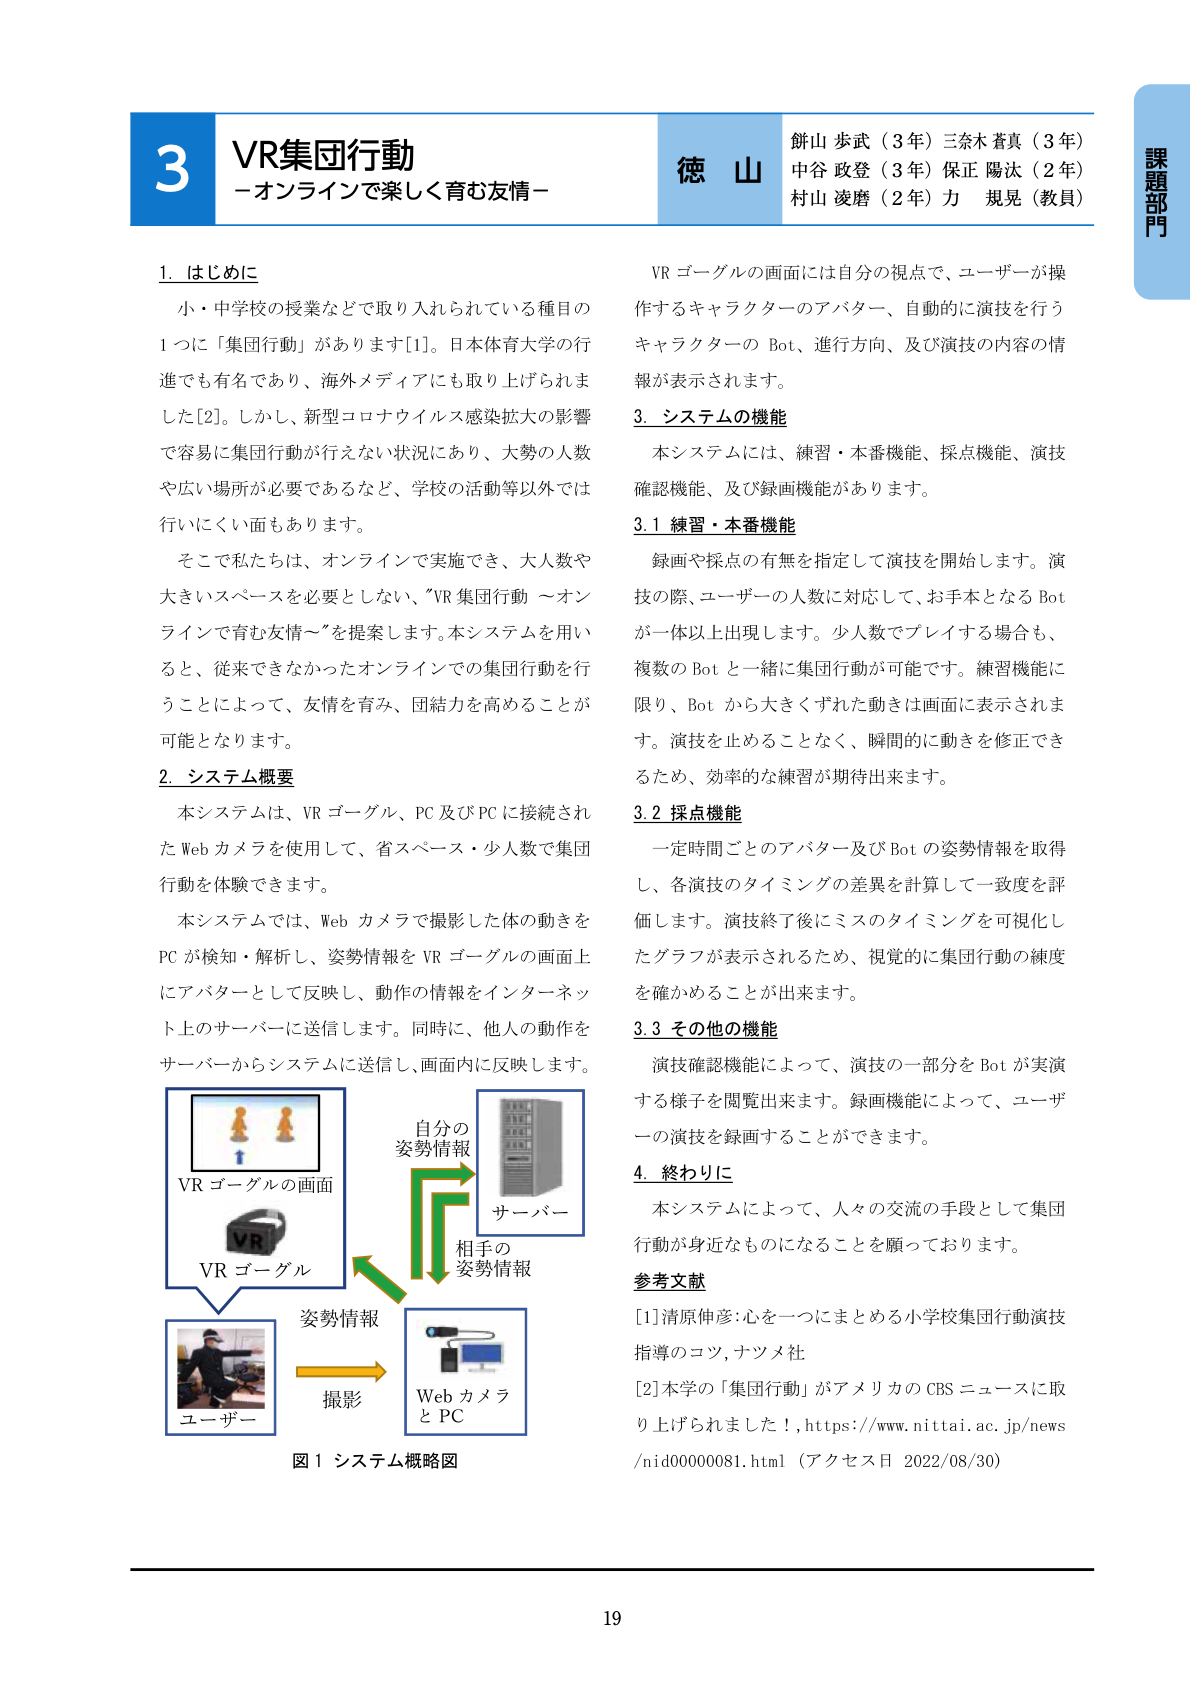 3
VR集団行動
－オンラインで楽しく育む友情－
徳 山
餅山 歩武（３年）三奈木 蒼真（３年）
中谷 政登（３年）保正 陽汰（２年）
村山 凌磨（２年）力 規晃（教員）
課題部門
1. はじめに
小・中学校の授業などで取り入れられている種目の
1 つに「集団行動」があります[1]。日本体育大学の行
進でも有名であり、海外メディアにも取り上げられま
した[2]。しかし、新型コロナウイルス感染拡大の影響
で容易に集団行動が行えない状況にあり、大勢の人数
や広い場所が必要であるなど、学校の活動等以外では
行いにくい面もあります。
そこで私たちは、オンラインで実施でき、大人数や
大きいスペースを必要としない、"VR 集団行動 ～オン
ラインで育む友情～"を提案します。本システムを用い
ると、従来できなかったオンラインでの集団行動を行
うことによって、友情を育み、団結力を高めることが
可能となります。
2. システム概要
本システムは、VR ゴーグル、PC 及び PC に接続され
た Web カメラを使用して、省スペース・少人数で集団
行動を体験できます。
本システムでは、Web カメラで撮影した体の動きを
PC が検知・解析し、姿勢情報を VR ゴーグルの画面上
にアバターとして反映し、動作の情報をインターネッ
ト上のサーバーに送信します。同時に、他人の動作を
サーバーからシステムに送信し、画面内に反映します。
VR ゴーグルの画面
VR
VR ゴーグル
自分の
姿勢情報
サーバー
相手の
姿勢情報
姿勢情報
ユーザー
撮影
Web カメラ
と PC
図 1 システム概略図
VR ゴーグルの画面には自分の視点で、ユーザーが操
作するキャラクターのアバター、自動的に演技を行う
キャラクターの Bot、進行方向、及び演技の内容の情
報が表示されます。
3. システムの機能
本システムには、練習・本番機能、採点機能、演技
確認機能、及び録画機能があります。
3.1 練習・本番機能
録画や採点の有無を指定して演技を開始します。演
技の際、ユーザーの人数に対応して、お手本となる Bot
が一体以上出現します。少人数でプレイする場合も、
複数の Bot と一緒に集団行動が可能です。練習機能に
限り、Bot から大きくずれた動きは画面に表示されま
す。演技を止めることなく、瞬間的に動きを修正でき
るため、効率的な練習が期待出来ます。
3.2 採点機能
一定時間ごとのアバター及び Bot の姿勢情報を取得
し、各演技のタイミングの差異を計算して一致度を評
価します。演技終了後にミスのタイミングを可視化し
たグラフが表示されるため、視覚的に集団行動の練度
を確かめることが出来ます。
3.3 その他の機能
演技確認機能によって、演技の一部分を Bot が実演
する様子を閲覧出来ます。録画機能によって、ユーザ
ーの演技を録画することができます。
4. 終わりに
本システムによって、人々の交流の手段として集団
行動が身近なものになることを願っております。
参考文献
[1]清原伸彦:心を一つにまとめる小学校集団行動演技
指導のコツ,ナツメ社
[2]本学の「集団行動」がアメリカの CBS ニュースに取
り上げられました！,https://www.nittai.ac.jp/news
/nid00000081.html（アクセス日 2022/08/30）
19